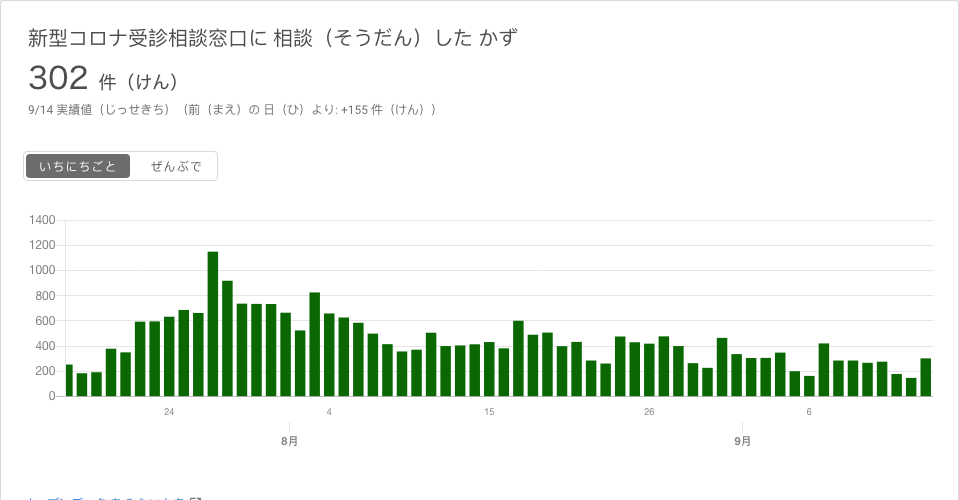 新型コロナ受診相談窓口に 相談（そうだん）した かず
302 件（けん）
9/14 実績値（じっせきち）（前（まえ）の 日（ひ）より: +155 件（けん））
いちにちごと ぜんぶで
1400
1200
1000
800
600
400
200
0
24 4 15 26 6
8月 9月